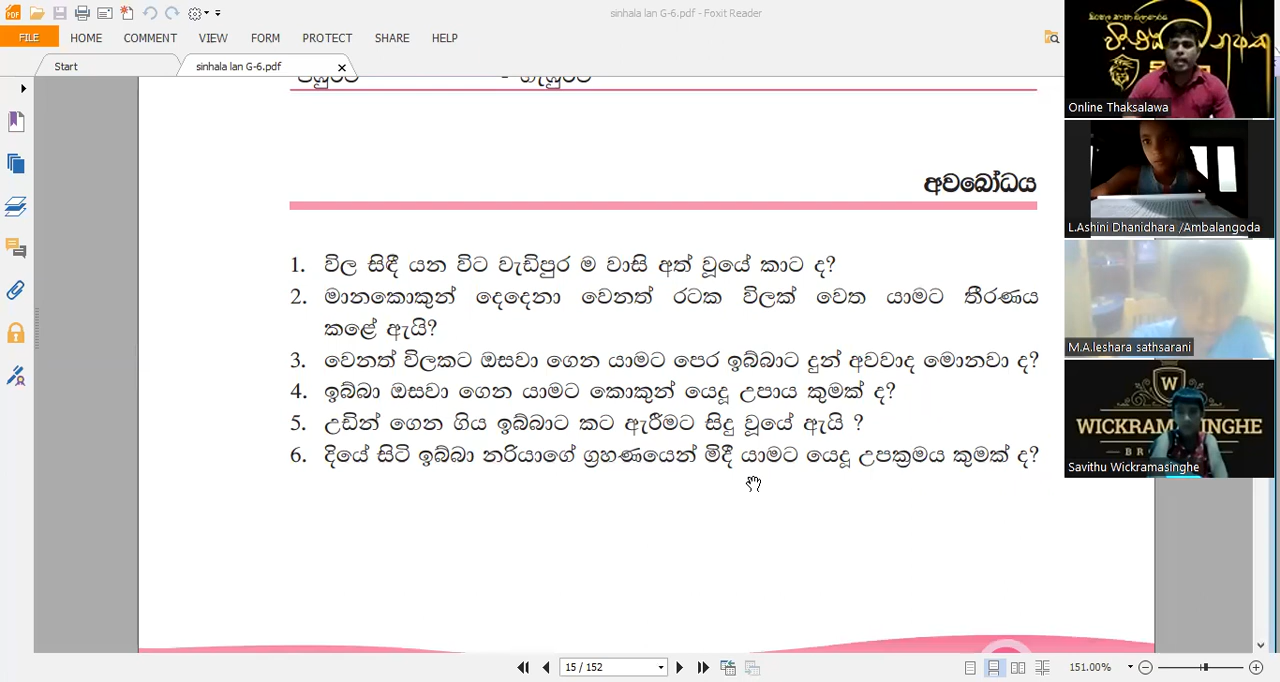 sinhala lan G-6.pdf - Foxit Reader
FILE HOME COMMENT VIEW FORM PROTECT SHARE HELP
Start sinhala lan G-6.pdf
අවබෝධය
1. විල සිඳී යන විට වැඩිපුර ම වාසි අත් වූයේ කාට ද?
2. මානකොකුන් දෙදෙනා වෙනත් රටක විලක් වෙත යාමට තීරණය
කළේ ඇයි?
3. වෙනත් විලකට ඔසවා ගෙන යාමට පෙර ඉබ්බාට දුන් අවවාද මොනවා ද?
4. ඉබ්බා ඔසවා ගෙන යාමට කොකුන් යෙදූ උපාය කුමක් ද?
5. උඩින් ගෙන ගිය ඉබ්බාට කට ඇරීමට සිදු වූයේ ඇයි ?
6. දියේ සිටි ඉබ්බා නරියාගේ ග්‍රහණයෙන් මිදී යාමට යෙදූ උපක්‍රමය කුමක් ද?
Online Thaksalawa
L.Ashini Dhanidhara /Ambalangoda
M.A.leshara sathsarani
W
WICKRAMASINGHE
Savithu Wickramasinghe
15 / 152
151.00%